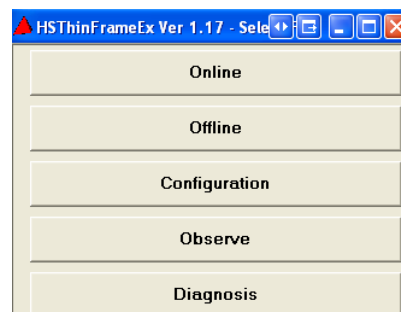 HSThinFrameEx Ver 1.17 - Sele
Online
Offline
Configuration
Observe
Diagnosis